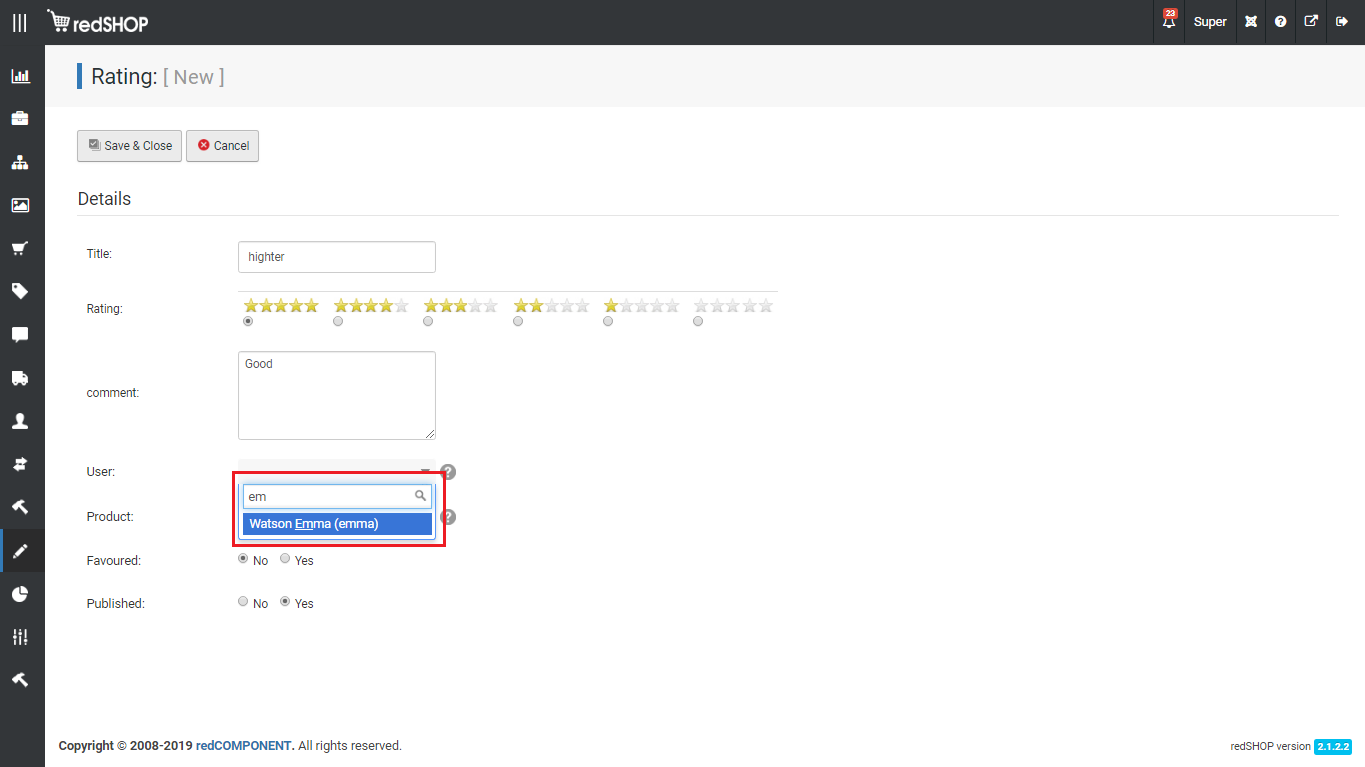 redSHOP
23
Super
Rating: [ New ]
Save & Close
Cancel
Details
Title:
highter
Rating:
comment:
Good
User:
em
Watson Emma (emma)
Product:
Favoured:
No
Yes
Published:
No
Yes
Copyright © 2008-2019 redCOMPONENT. All rights reserved.
redSHOP version 2.1.2.2